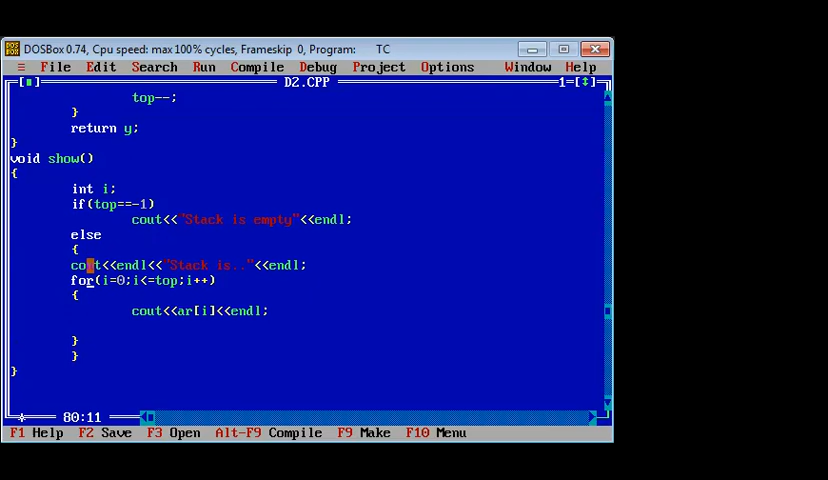 DOSBox 0.74, Cpu speed: max 100% cycles, Frameskip 0, Program: TC
≡ File Edit Search Run Compile Debug Project Options Window Help
[■] D2.CPP 1=[↕]
top--;
}
return y;
}
void show()
{
int i;
if(top==-1)
cout<<"Stack is empty"<<endl;
else
{
cout<<endl<<"Stack is.."<<endl;
for(i=0;i<=top;i++)
{
cout<<ar[i]<<endl;
}
}
}
80:11
F1 Help F2 Save F3 Open Alt-F9 Compile F9 Make F10 Menu